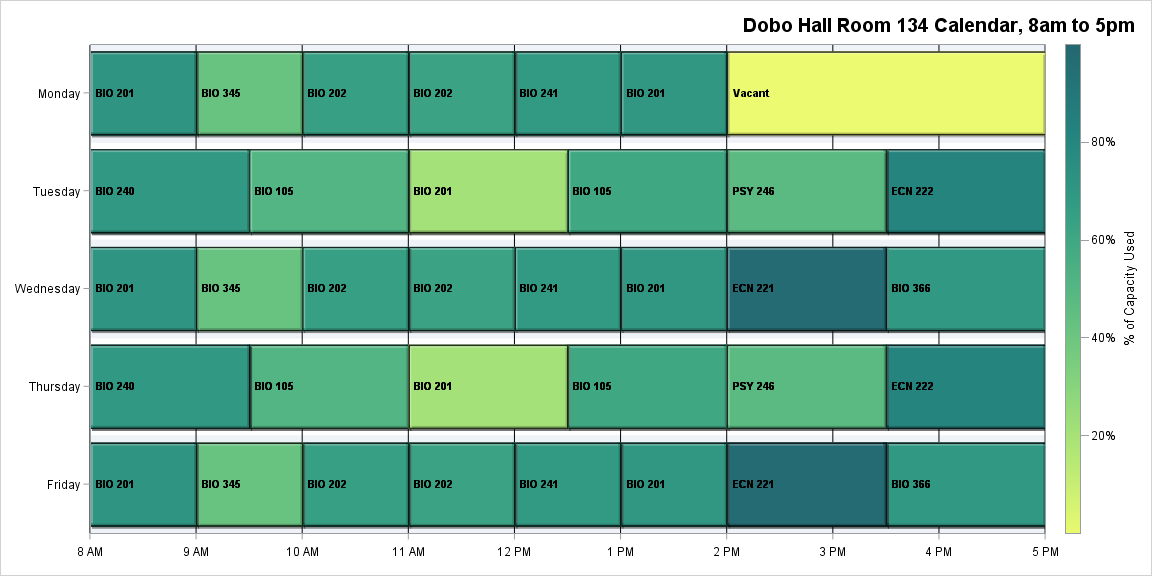 Dobo Hall Room 134 Calendar, 8am to 5pm
Monday
BIO 201
BIO 345
BIO 202
BIO 202
BIO 241
BIO 201
Vacant
Tuesday
BIO 240
BIO 105
BIO 201
BIO 105
PSY 246
ECN 222
Wednesday
BIO 201
BIO 345
BIO 202
BIO 202
BIO 241
BIO 201
ECN 221
BIO 366
Thursday
BIO 240
BIO 105
BIO 201
BIO 105
PSY 246
ECN 222
Friday
BIO 201
BIO 345
BIO 202
BIO 202
BIO 241
BIO 201
ECN 221
BIO 366
8 AM
9 AM
10 AM
11 AM
12 PM
1 PM
2 PM
3 PM
4 PM
5 PM
80%
60%
40%
20%
% of Capacity Used